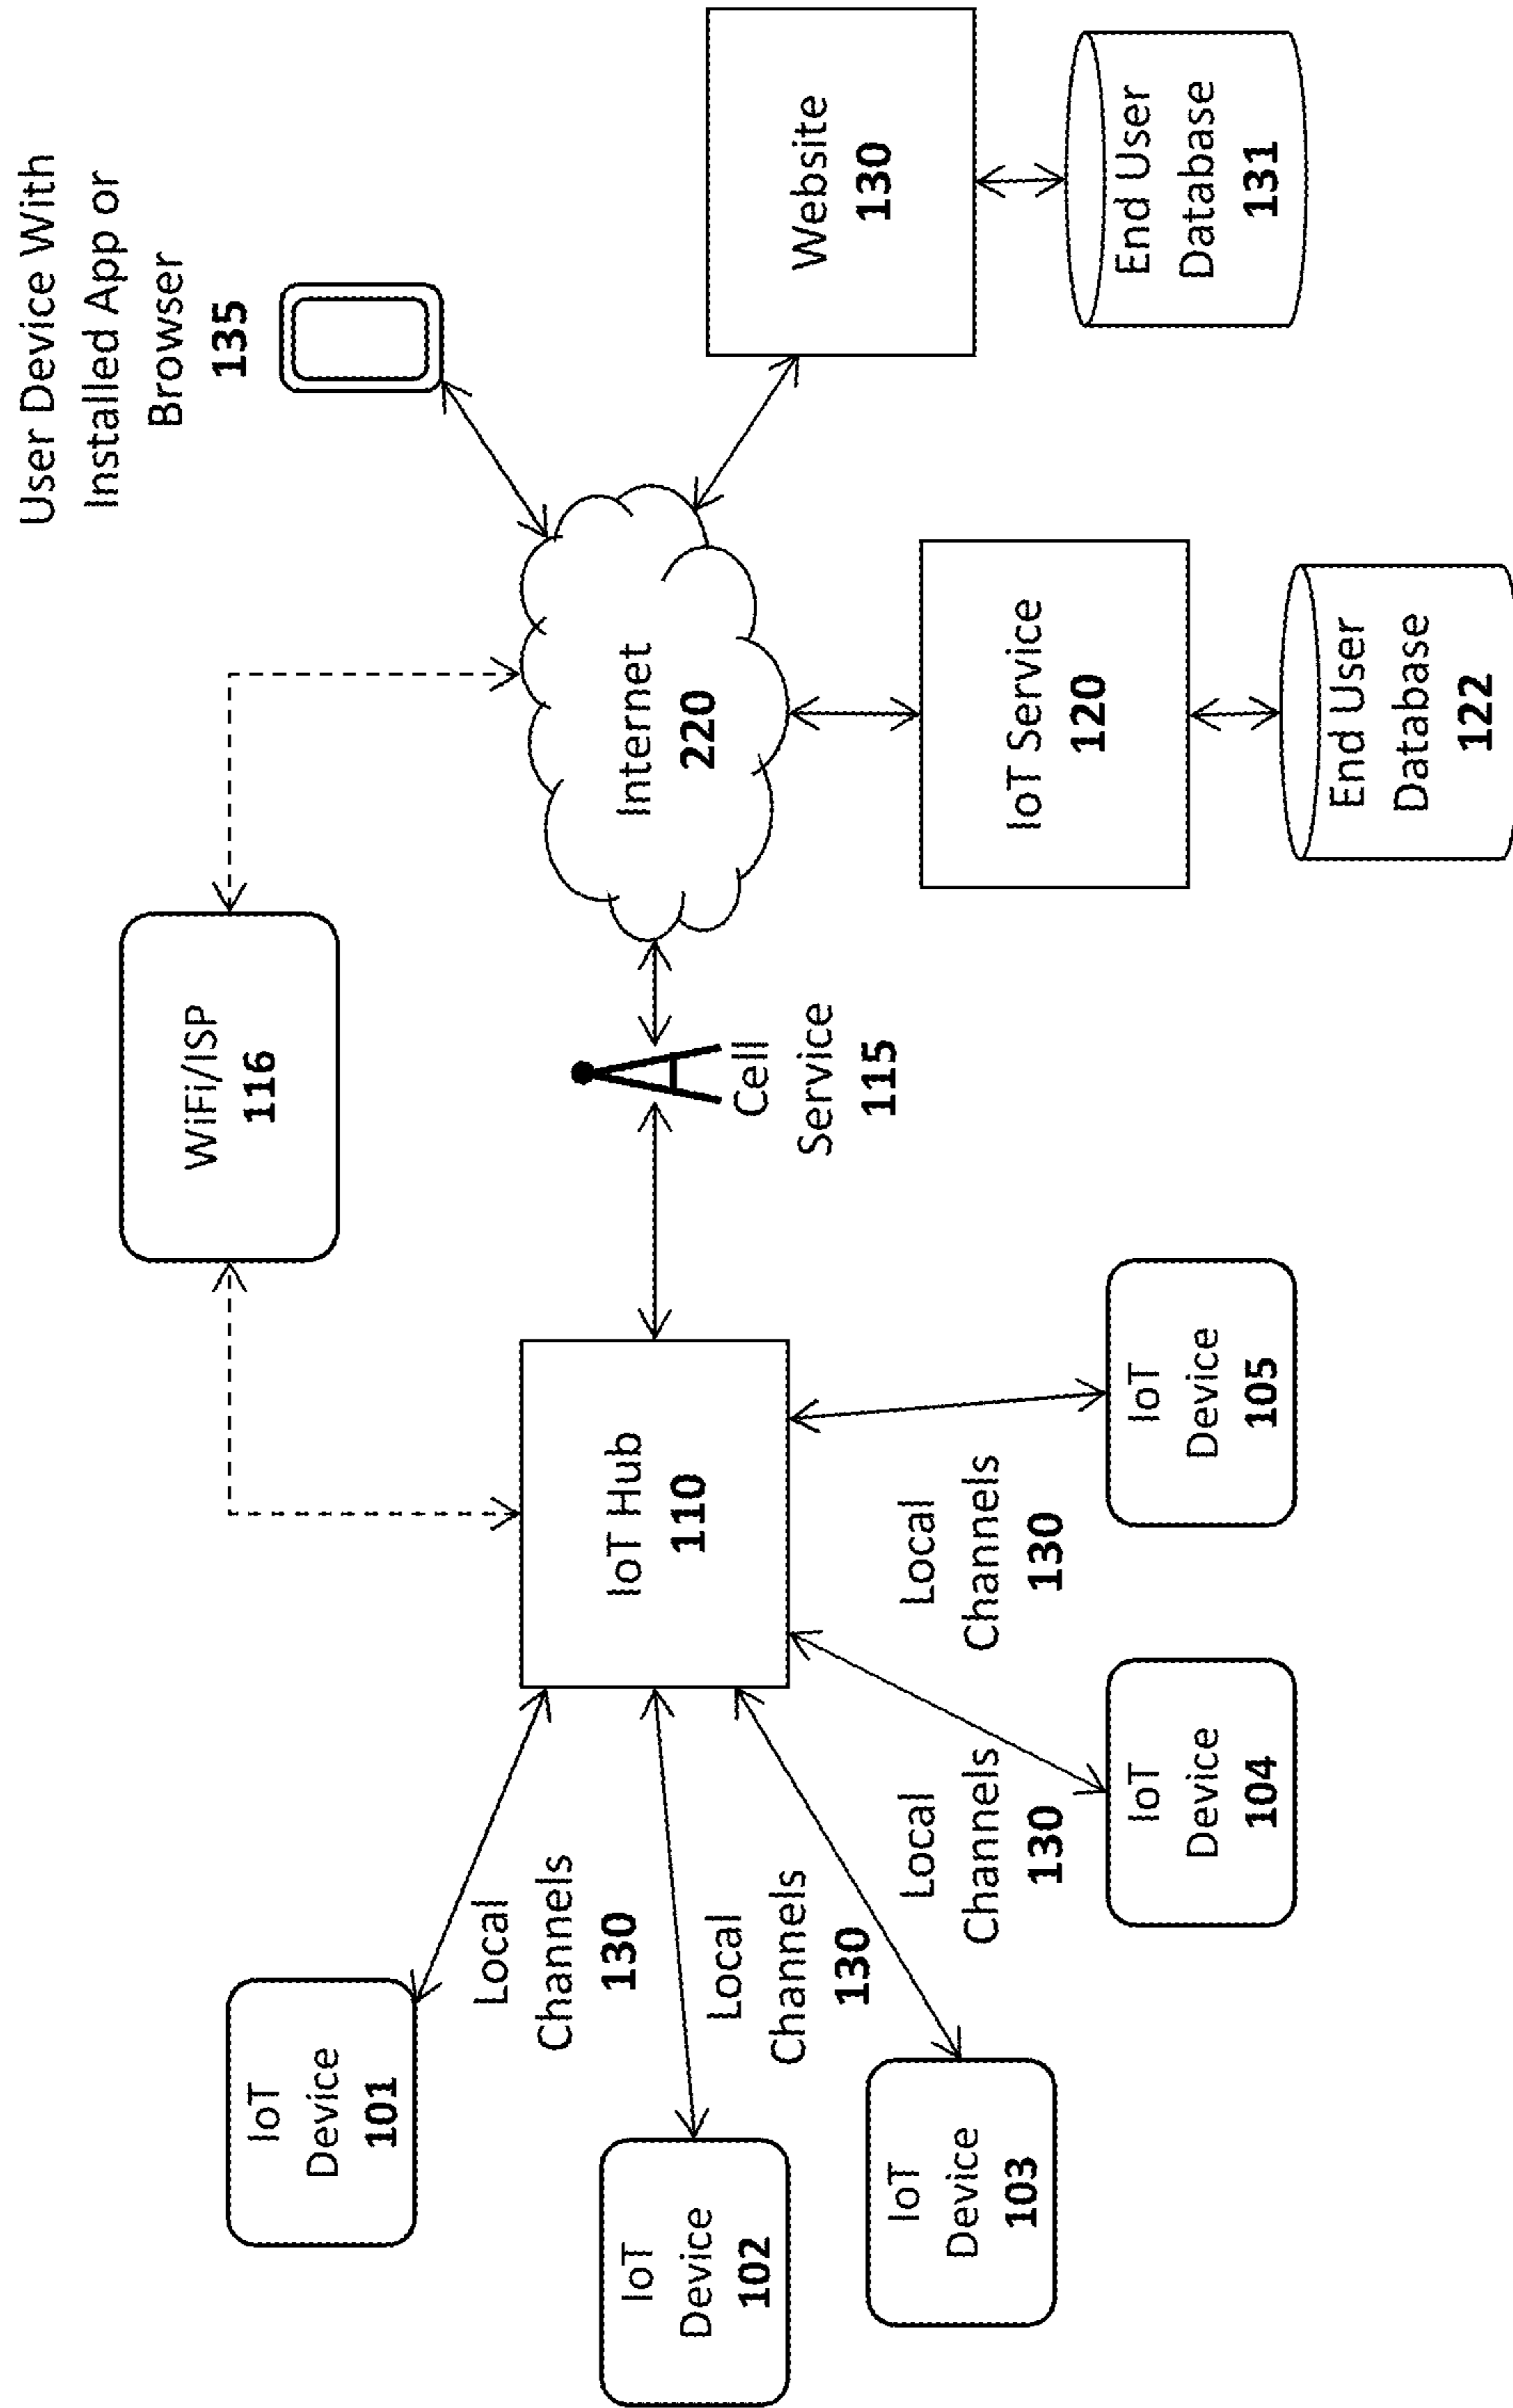 User Device With
Installed App or
Browser
135
WiFi/ISP
116
Internet
220
Website
130
End User
Database
131
IoT Service
120
End User
Database
122
Cell
Service
115
IoT Hub
110
IoT
Device
101
Local
Channels
130
IoT
Device
102
Local
Channels
130
IoT
Device
103
Local
Channels
130
IoT
Device
104
Local
Channels
130
IoT
Device
105